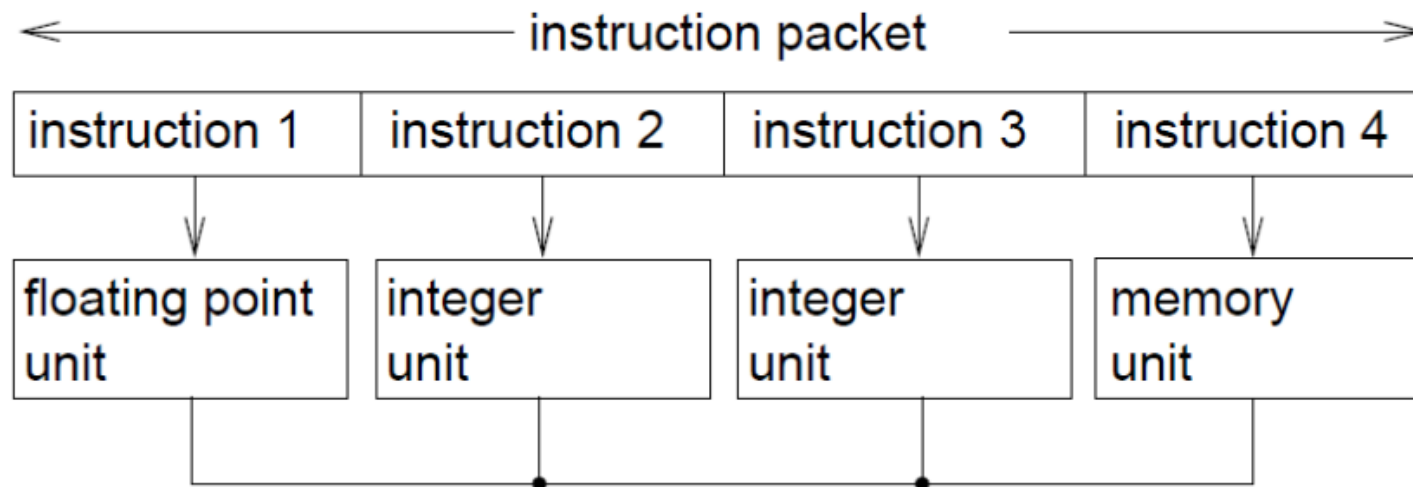 instruction packet
instruction 1 instruction 2 instruction 3 instruction 4
floating point unit
integer unit
integer unit
memory unit